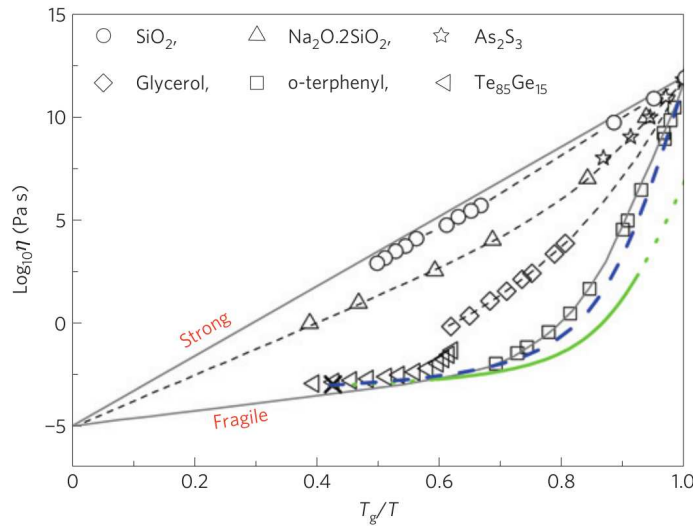 15
10
5
0
−5
Log₁₀η (Pa s)
SiO₂, Na₂O.2SiO₂, As₂S₃
Glycerol, o-terphenyl, Te₈₅Ge₁₅
Strong
Fragile
0 0.2 0.4 0.6 0.8 1.0
T_g/T